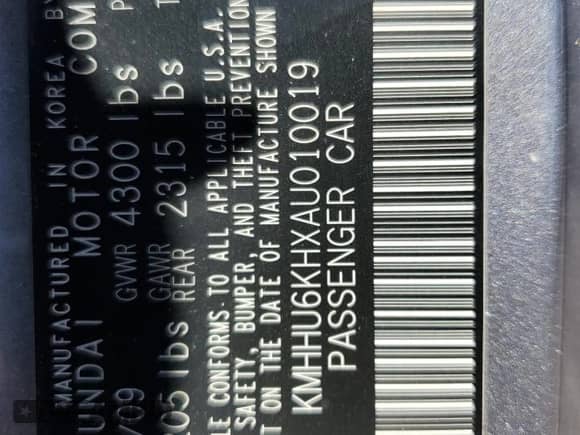 MANUFACTURED IN KOREA BY
UNDAI MOTOR COM
/09 GVWR 4300 lbs P
GAWR
05 lbs REAR 2315 lbs T
LE CONFORMS TO ALL APPLICABLE U.S.A.
SAFETY, BUMPER, AND THEFT PREVENTION
T ON THE DATE OF MANUFACTURE SHOWN
KMHHU6KHXAU010019
PASSENGER CAR